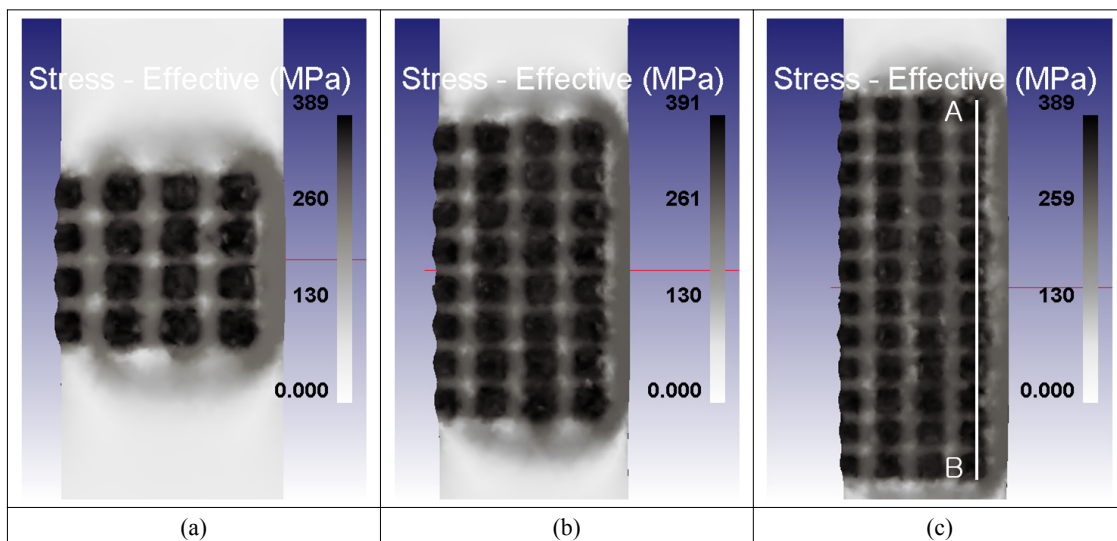 Stress - Effective (MPa)
389
260
130
0.000
(a)
Stress - Effective (MPa)
391
261
130
0.000
(b)
Stress - Effective (MPa)
389
A
259
130
0.000
B
(c)